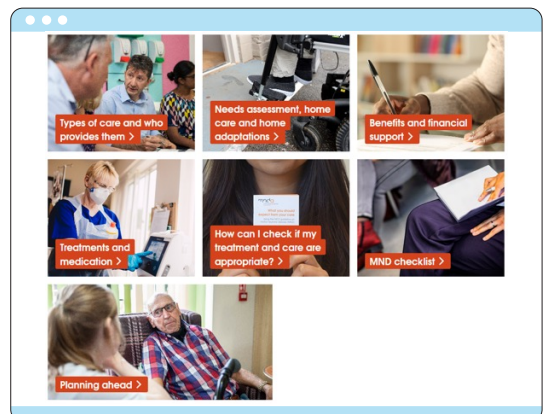 Types of care and who
provides them >
Needs assessment, home
care and home
adaptations >
Benefits and financial
support >
Treatments and
medication >
mnda
How can I check if my
treatment and care are
appropriate? >
MND checklist >
Planning ahead >